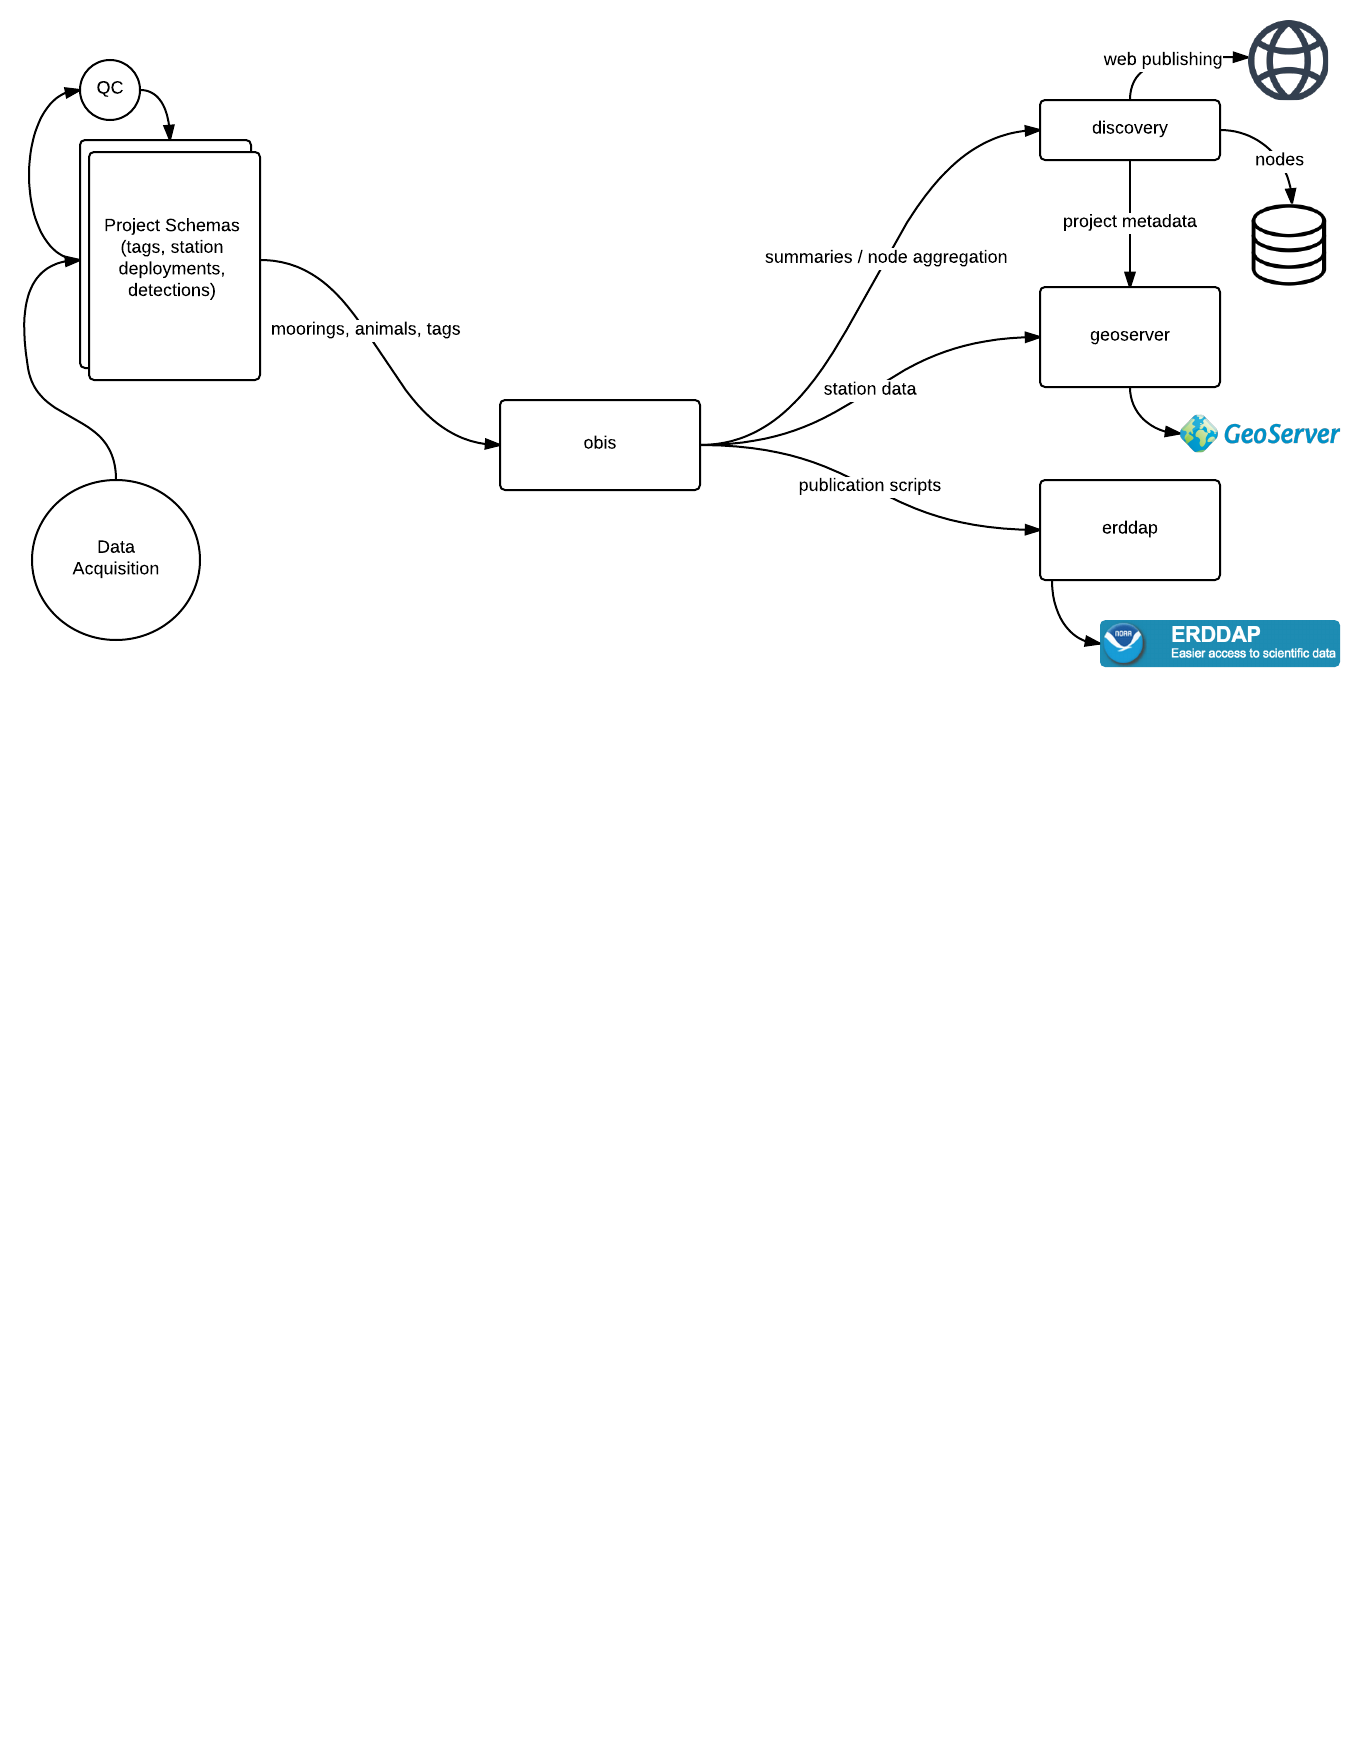 QC
Project Schemas
(tags, station
deployments,
detections)
moorings, animals, tags
Data
Acquisition
obis
summaries / node aggregation
station data
publication scripts
web publishing
discovery
nodes
project metadata
geoserver
GeoServer
erddap
NOAA
ERDDAP
Easier access to scientific data